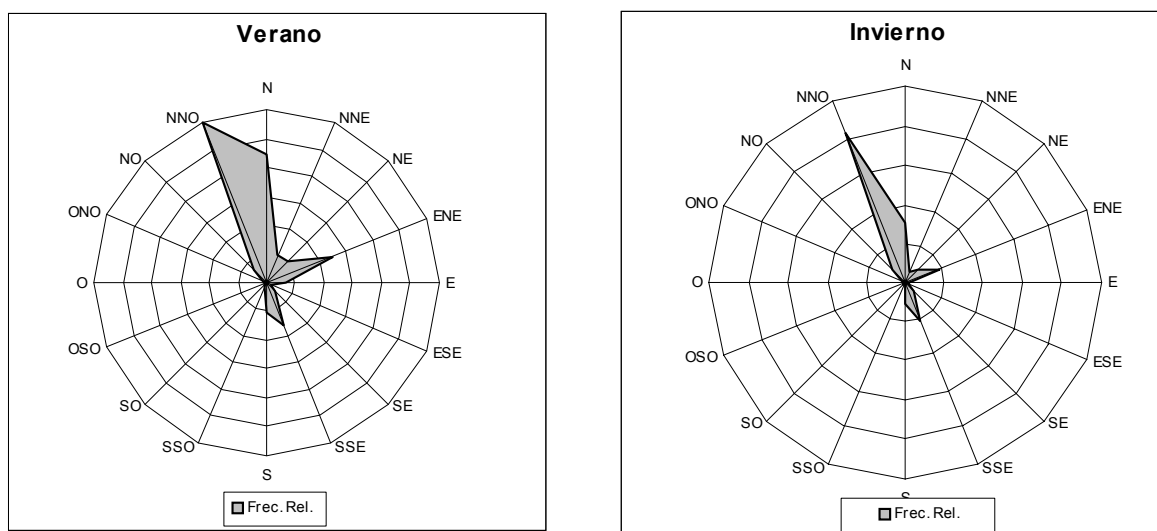 Verano
N
NNE
NE
ENE
E
ESE
SE
SSE
S
SSO
SO
OSO
O
ONO
NO
NNO
Frec. Rel.
Invierno
N
NNE
NE
ENE
E
ESE
SE
SSE
S
SSO
SO
OSO
O
ONO
NO
NNO
Frec. Rel.